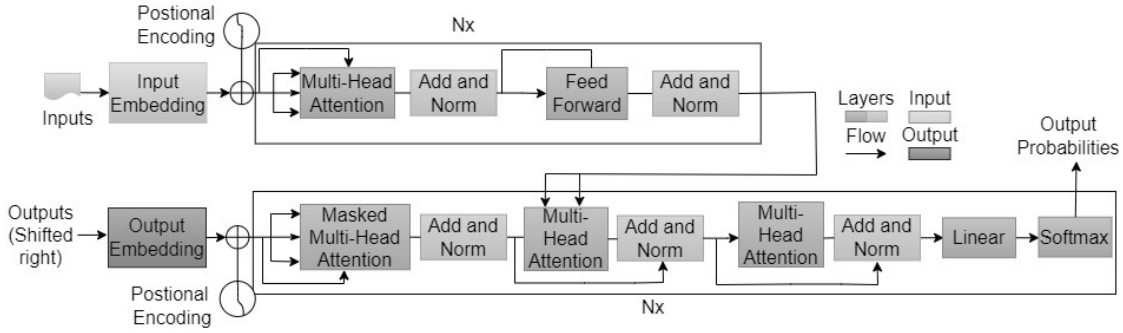 Postional
Encoding
Nx
Inputs
Input
Embedding
Multi-Head
Attention
Add and
Norm
Feed
Forward
Add and
Norm
Layers
Input
Flow
Output
Output
Probabilities
Outputs
(Shifted
right)
Output
Embedding
Postional
Encoding
Masked
Multi-Head
Attention
Add and
Norm
Multi-
Head
Attention
Add and
Norm
Multi-
Head
Attention
Add and
Norm
Linear
Softmax
Nx